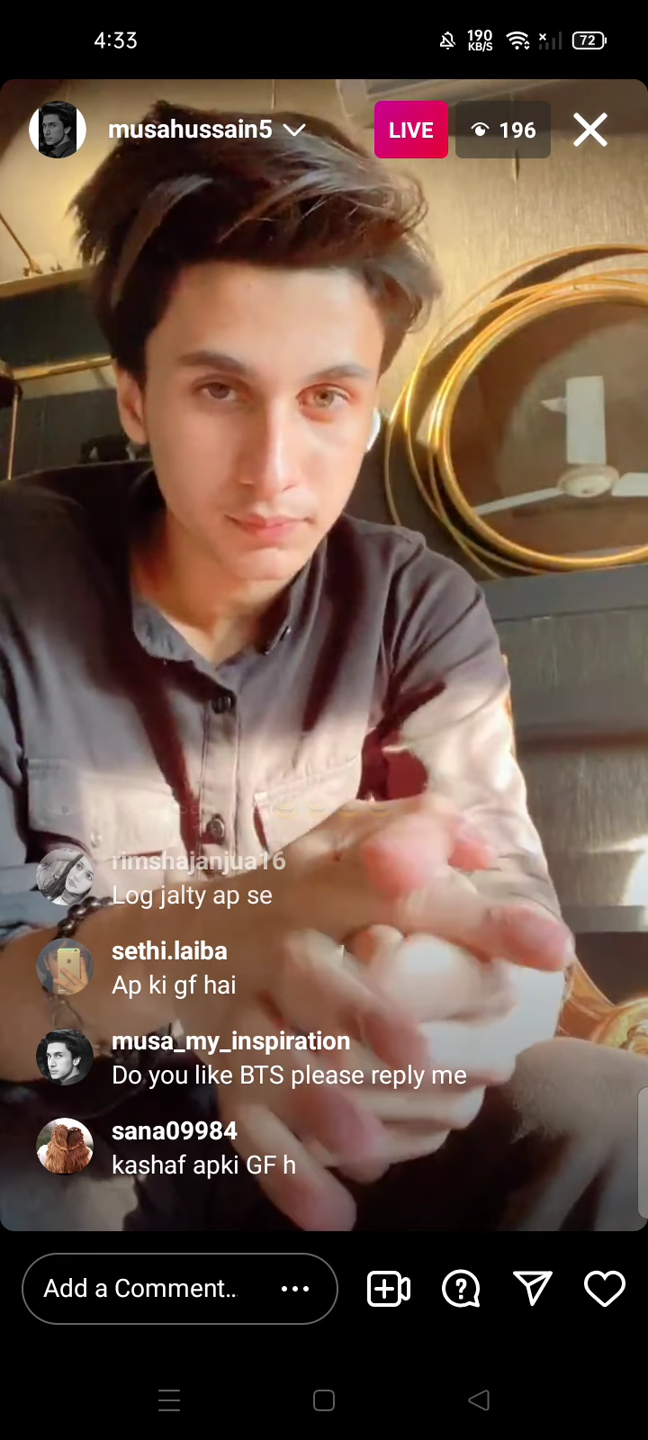 4:33
190
KB/S
72
musahussain5
LIVE
196
rimshajanjua16
Log jalty ap se
sethi.laiba
Ap ki gf hai
musa_my_inspiration
Do you like BTS please reply me
sana09984
kashaf apki GF h
Add a Comment..